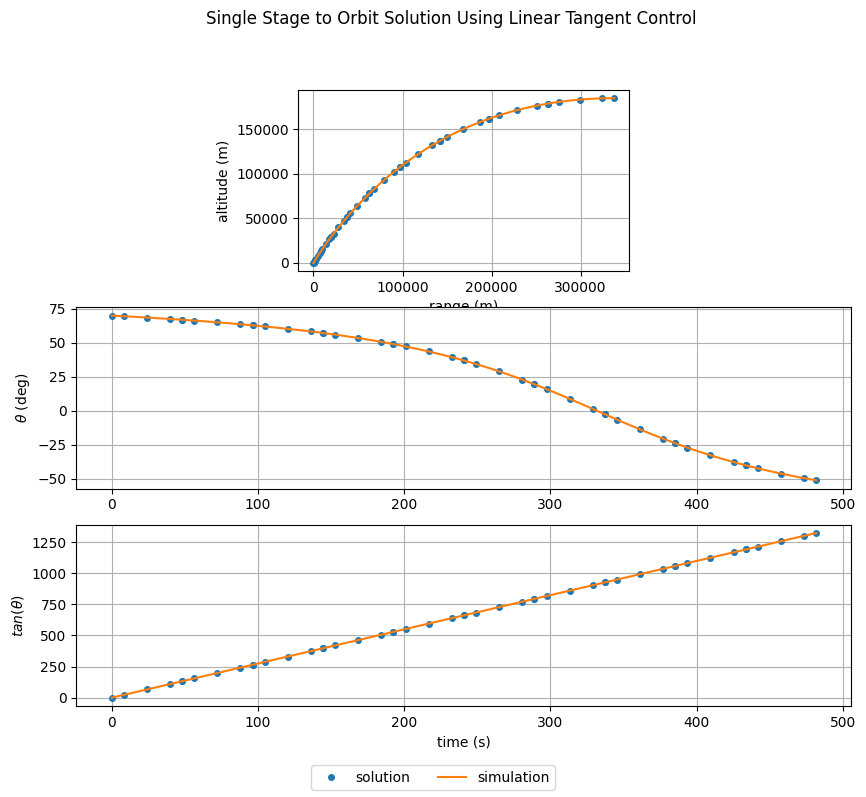 Single Stage to Orbit Solution Using Linear Tangent Control
altitude (m)
150000
100000
50000
0
0 100000 200000 300000
range (m)
θ (deg)
75
50
25
0
−25
−50
0 100 200 300 400 500
tan(θ)
1250
1000
750
500
250
0
0 100 200 300 400 500
time (s)
solution simulation